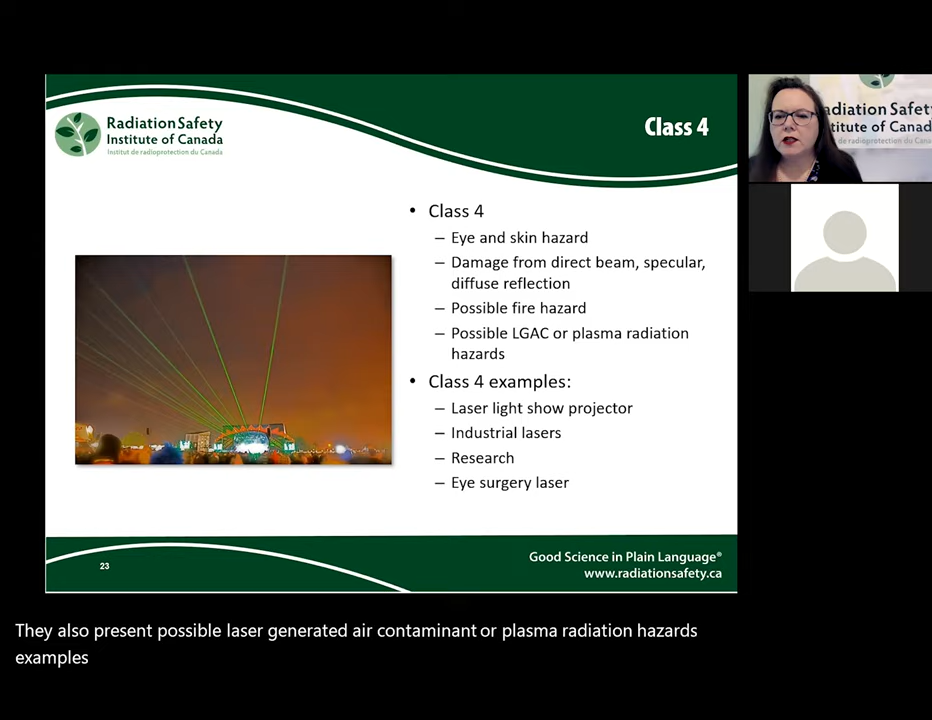 Radiation Safety
Institute of Canada
Institut de radioprotection du Canada
Class 4
• Class 4
– Eye and skin hazard
– Damage from direct beam, specular,
diffuse reflection
– Possible fire hazard
– Possible LGAC or plasma radiation
hazards
• Class 4 examples:
– Laser light show projector
– Industrial lasers
– Research
– Eye surgery laser
23
Good Science in Plain Language®
www.radiationsafety.ca
adiation Safety
titute of Canad
de radioprotection du Cana
They also present possible laser generated air contaminant or plasma radiation hazards
examples